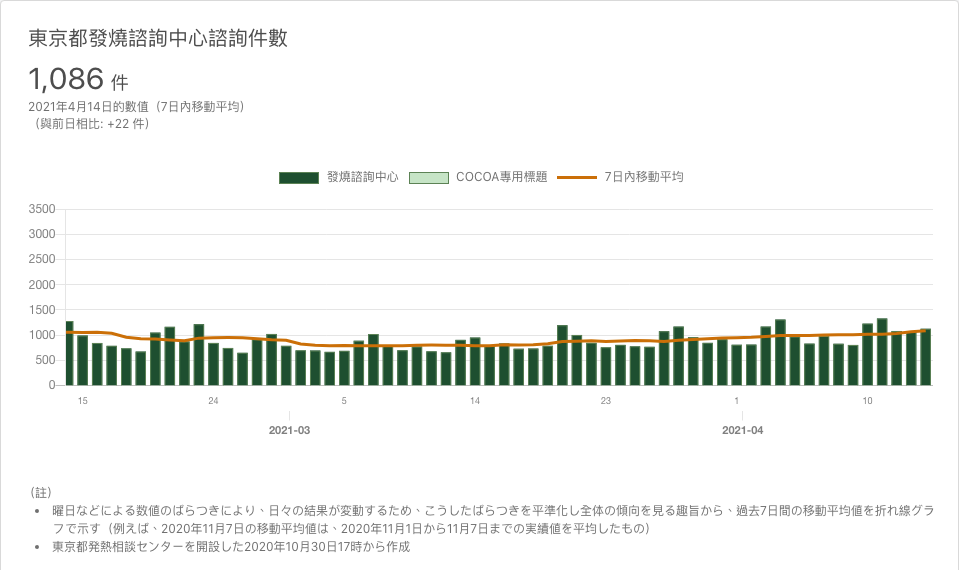 東京都發燒諮詢中心諮詢件數
1,086 件
2021年4月14日的數值（7日內移動平均）
（與前日相比: +22 件）
發燒諮詢中心 COCOA專用標題 7日內移動平均
3500
3000
2500
2000
1500
1000
500
0
15 24 5 14 23 1 10
2021-03 2021-04
（註）
• 曜日などによる数値のばらつきにより、日々の結果が変動するため、こうしたばらつきを平準化し全体の傾向を見る趣旨から、過去7日間の移動平均値を折れ線グラ
フで示す（例えば、2020年11月7日の移動平均値は、2020年11月1日から11月7日までの実績値を平均したもの）
• 東京都発熱相談センターを開設した2020年10月30日17時から作成